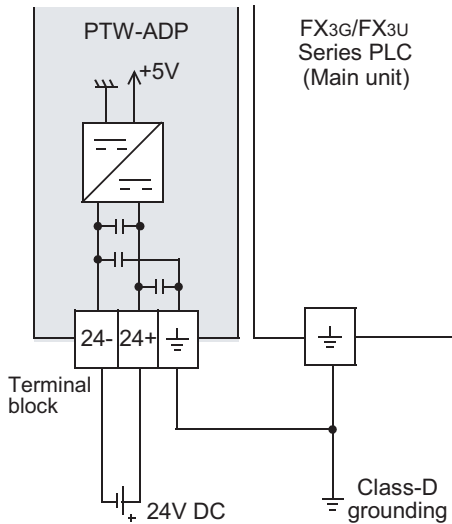 PTW-ADP
+5V
FX3G/FX3U
Series PLC
(Main unit)
24-
24+
Terminal
block
+
24V DC
Class-D
grounding